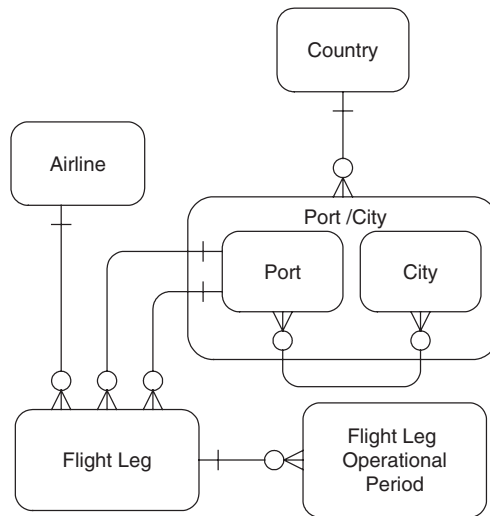 Country
Airline
Port /City
Port
City
Flight Leg
Flight Leg
Operational
Period